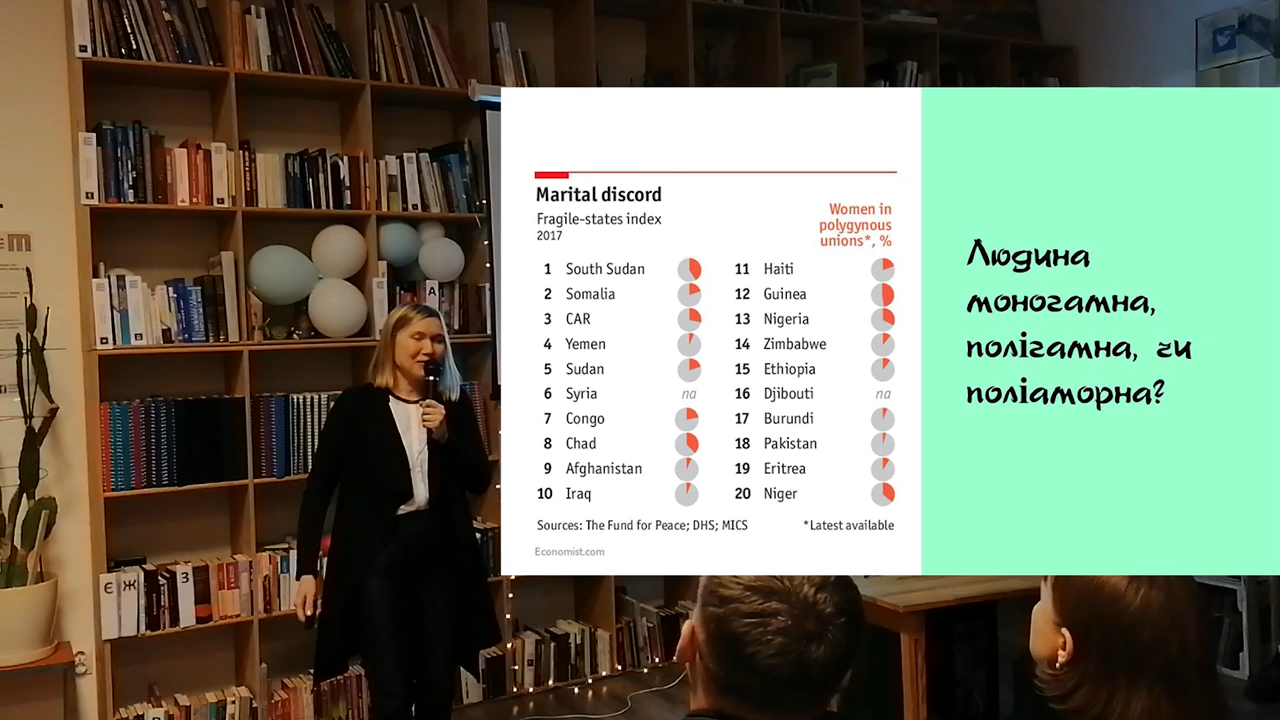 Marital discord
Fragile-states index
2017
Women in
polygynous
unions*, %
1 South Sudan
2 Somalia
3 CAR
4 Yemen
5 Sudan
6 Syria na
7 Congo
8 Chad
9 Afghanistan
10 Iraq
11 Haiti
12 Guinea
13 Nigeria
14 Zimbabwe
15 Ethiopia
16 Djibouti na
17 Burundi
18 Pakistan
19 Eritrea
20 Niger
Sources: The Fund for Peace; DHS; MICS
*Latest available
Economist.com
Людина
моногамна,
полігамна, чи
поліаморна?
А
Є Ж З